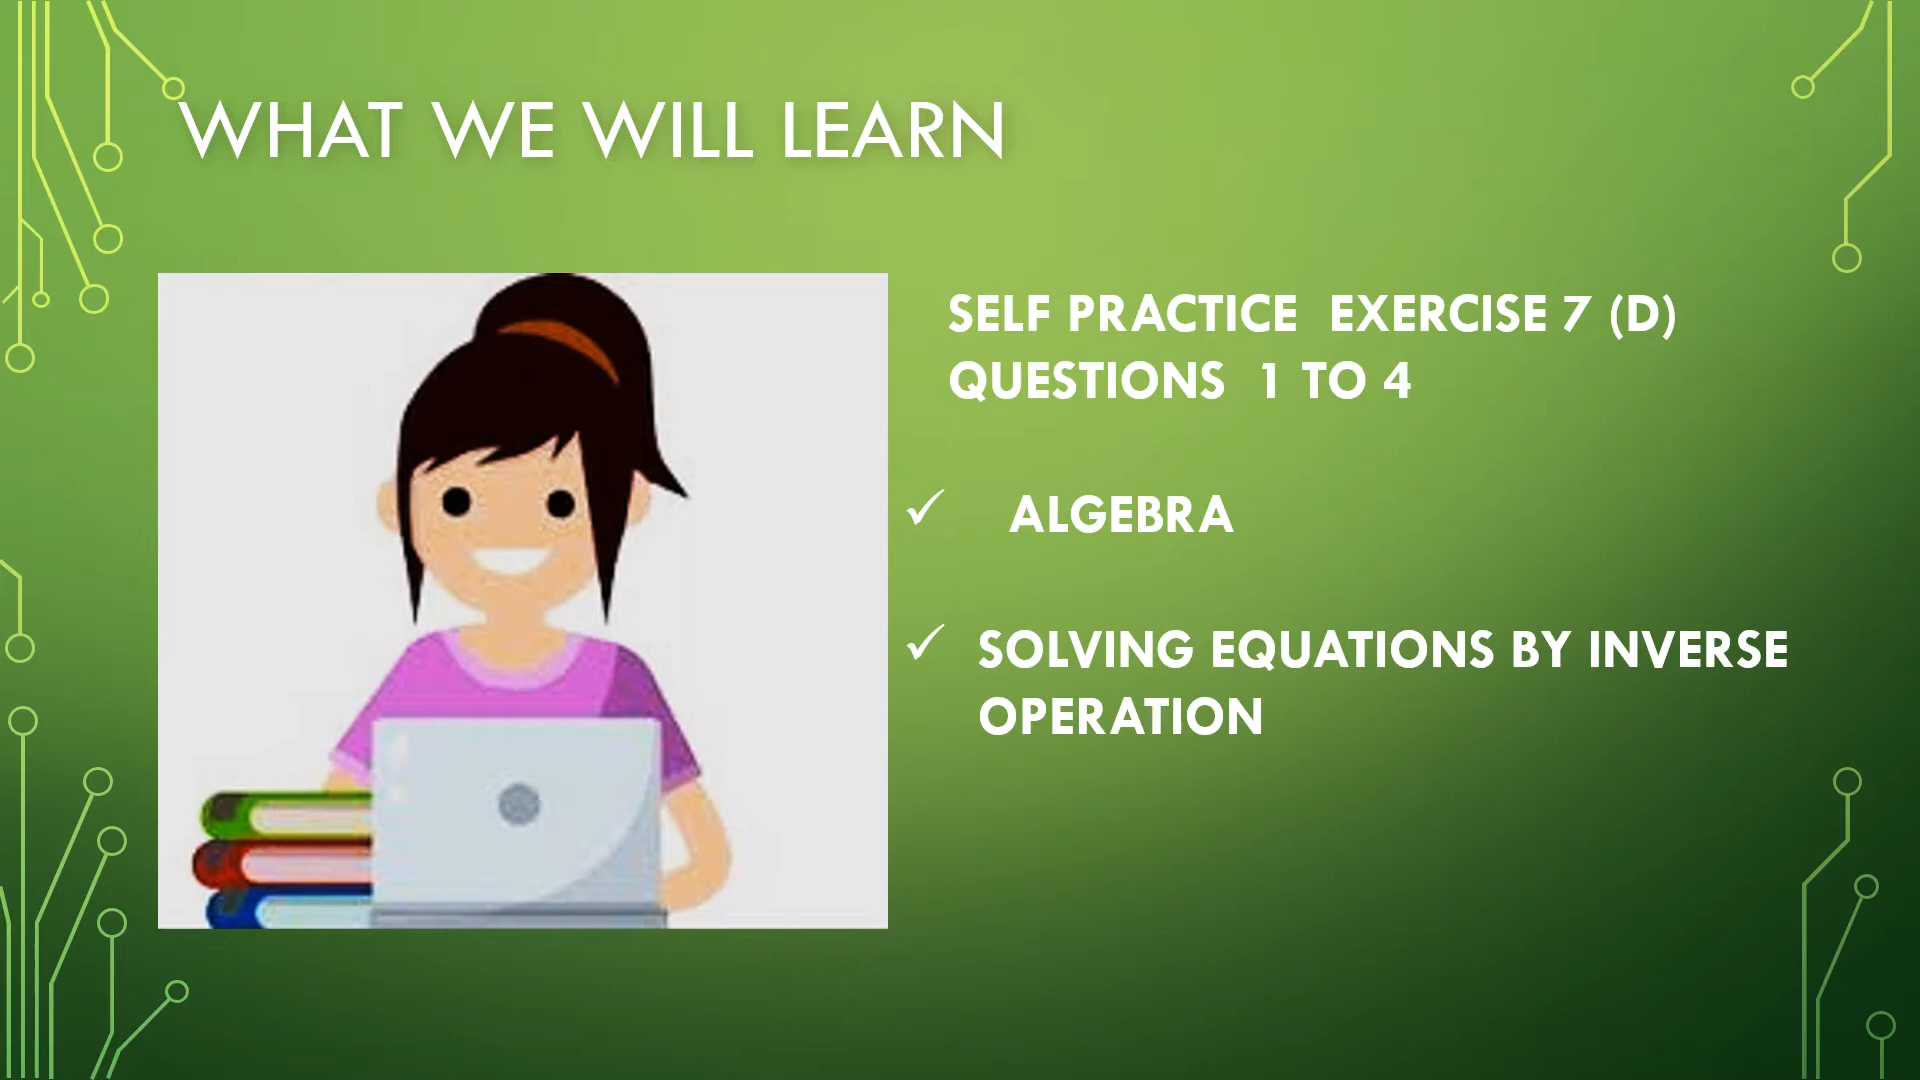 WHAT WE WILL LEARN
SELF PRACTICE EXERCISE 7 (D)
QUESTIONS 1 TO 4
✓ ALGEBRA
✓ SOLVING EQUATIONS BY INVERSE
OPERATION